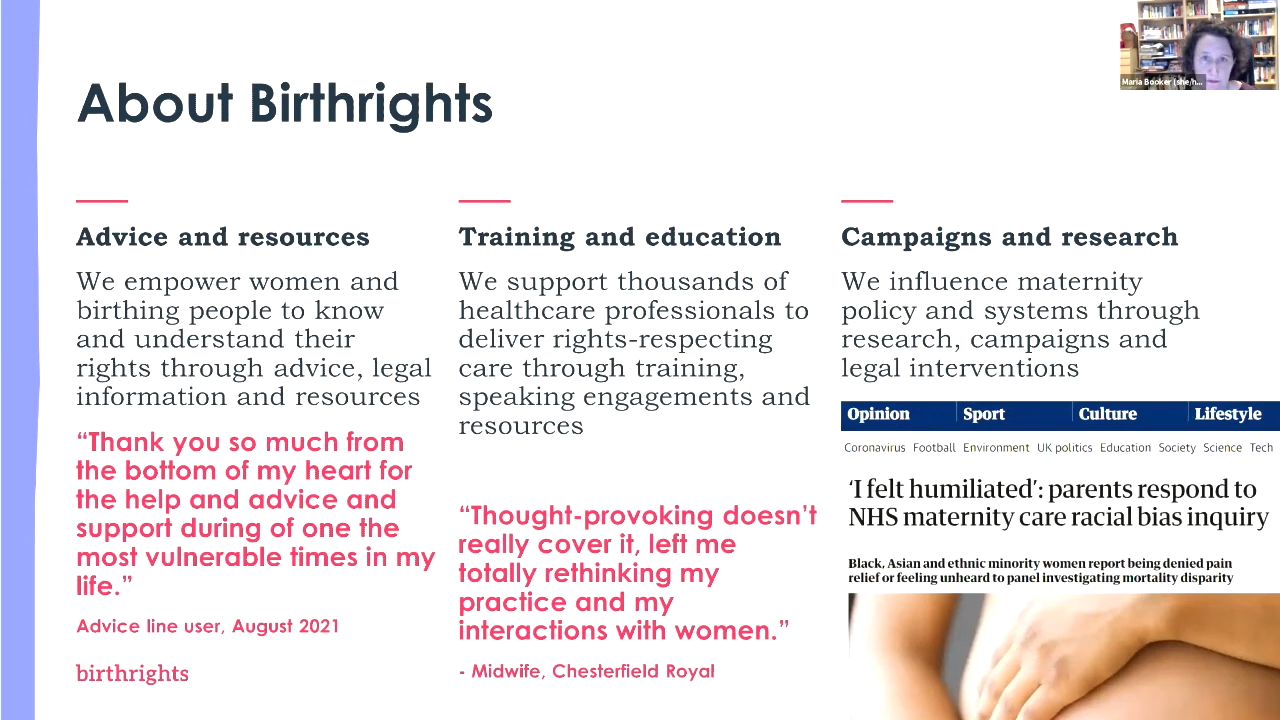 Maria Booker (she/h...
About Birthrights
Advice and resources
We empower women and
birthing people to know
and understand their
rights through advice, legal
information and resources
“Thank you so much from
the bottom of my heart for
the help and advice and
support during of one the
most vulnerable times in my
life.”
Advice line user, August 2021
birthrights
Training and education
We support thousands of
healthcare professionals to
deliver rights-respecting
care through training,
speaking engagements and
resources
“Thought-provoking doesn’t
really cover it, left me
totally rethinking my
practice and my
interactions with women.”
- Midwife, Chesterfield Royal
Campaigns and research
We influence maternity
policy and systems through
research, campaigns and
legal interventions
Opinion Sport Culture Lifestyle
Coronavirus Football Environment UK politics Education Society Science Tech
‘I felt humiliated’: parents respond to
NHS maternity care racial bias inquiry
Black, Asian and ethnic minority women report being denied pain
relief or feeling unheard to panel investigating mortality disparity